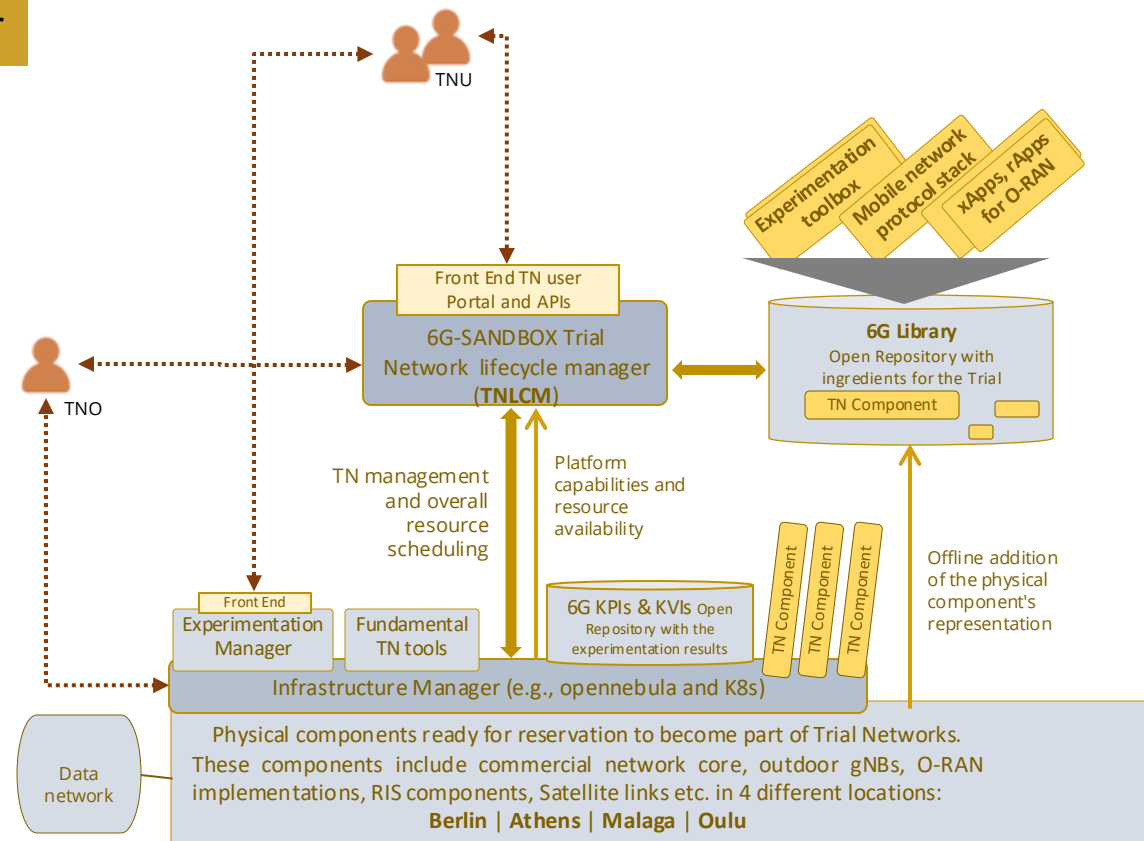 TNU
Experimentation
toolbox
Mobile network
protocol stack
xApps, rApps
for O-RAN
Front End TN user
Portal and APIs
6G-SANDBOX Trial
Network lifecycle manager
(TNLCM)
6G Library
Open Repository with
ingredients for the Trial
TN Component
TNO
TN management
and overall
resource
scheduling
Platform
capabilities and
resource
availability
Offline addition
of the physical
component's
representation
Front End
Experimentation
Manager
Fundamental
TN tools
6G KPIs & KVIs Open
Repository with the
experimentation results
TN Component
TN Component
TN Component
Infrastructure Manager (e.g., opennebula and K8s)
Data
network
Physical components ready for reservation to become part of Trial Networks.
These components include commercial network core, outdoor gNBs, O-RAN
implementations, RIS components, Satellite links etc. in 4 different locations:
Berlin | Athens | Malaga | Oulu